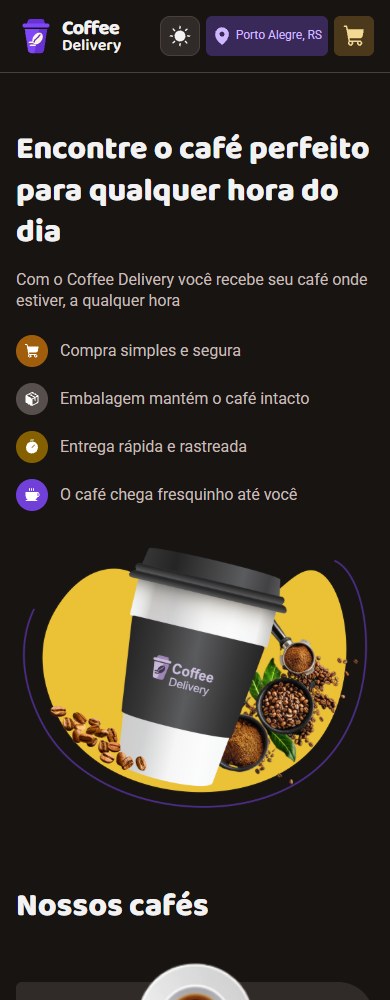 Coffee
Delivery
Porto Alegre, RS
Encontre o café perfeito
para qualquer hora do
dia
Com o Coffee Delivery você recebe seu café onde
estiver, a qualquer hora
Compra simples e segura
Embalagem mantém o café intacto
Entrega rápida e rastreada
O café chega fresquinho até você
Coffee
Delivery
Nossos cafés